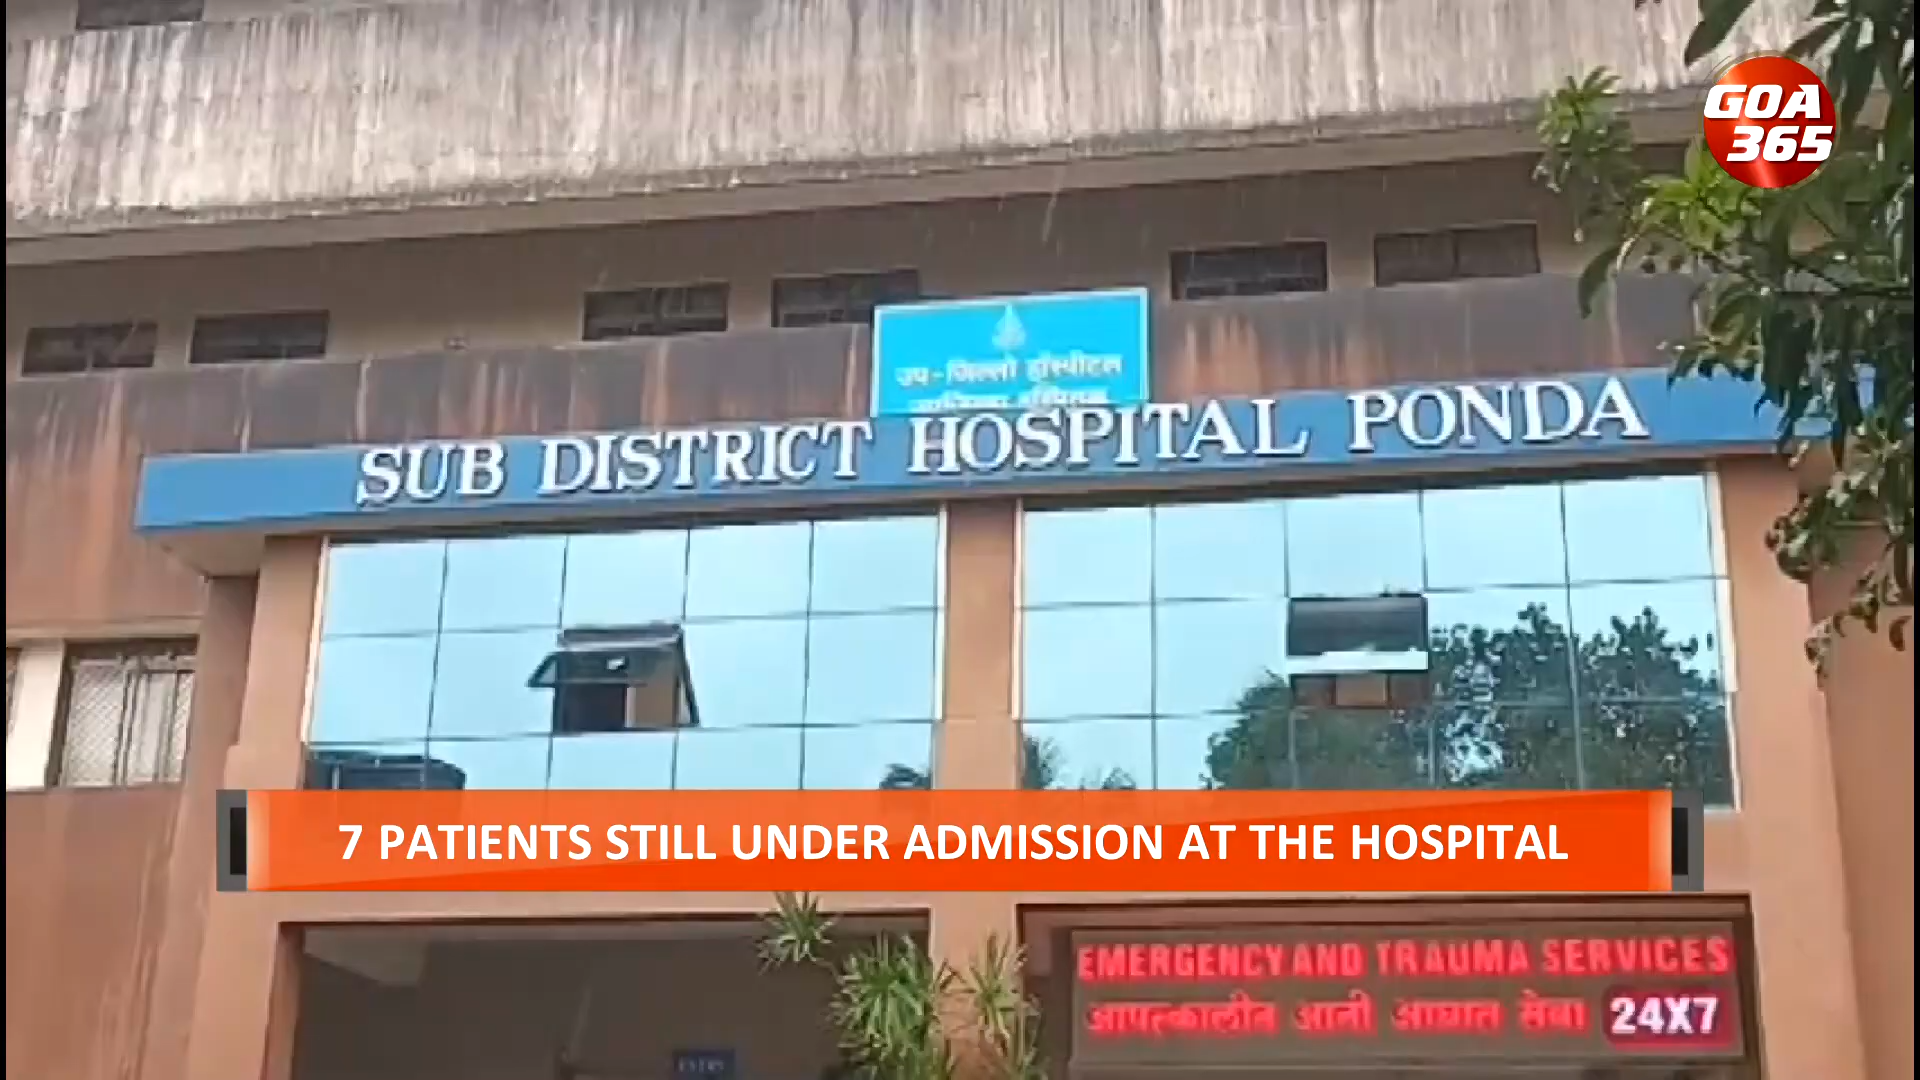 GOA
365
उप-जिल्लो हॉस्पीटल
SUB DISTRICT HOSPITAL PONDA
7 PATIENTS STILL UNDER ADMISSION AT THE HOSPITAL
EMERGENCY AND TRAUMA SERVICES
आपत्कालीन आनी आघात सेवा 24X7
ENTRY